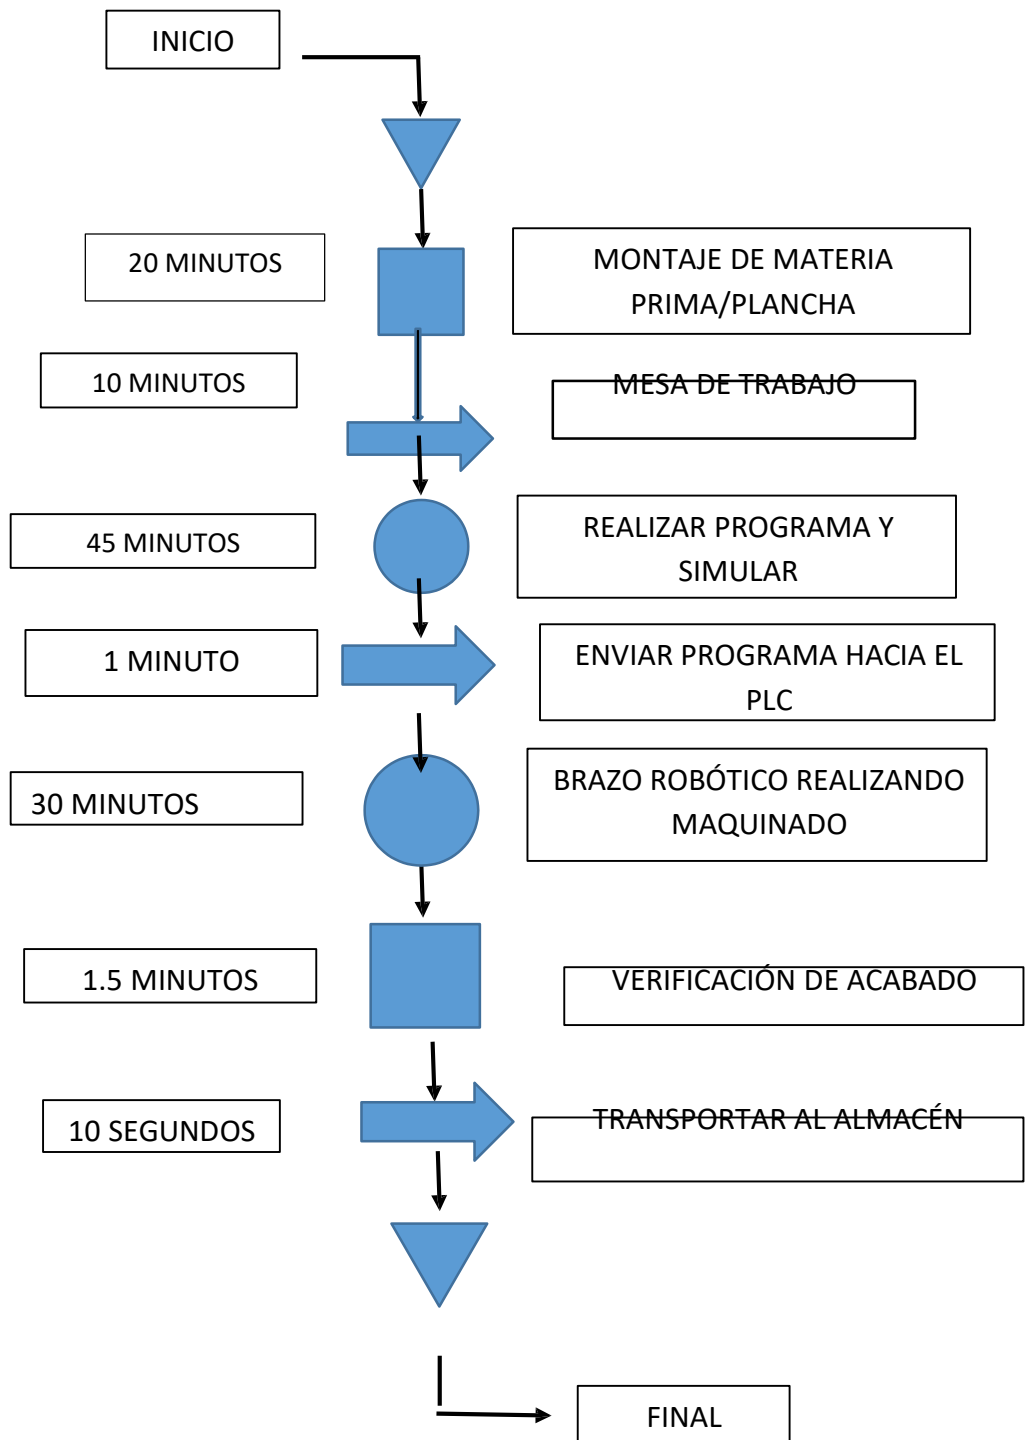 INICIO
20 MINUTOS
MONTAJE DE MATERIA
PRIMA/PLANCHA
10 MINUTOS
MESA DE TRABAJO
45 MINUTOS
REALIZAR PROGRAMA Y
SIMULAR
1 MINUTO
ENVIAR PROGRAMA HACIA EL
PLC
30 MINUTOS
BRAZO ROBÓTICO REALIZANDO
MAQUINADO
1.5 MINUTOS
VERIFICACIÓN DE ACABADO
10 SEGUNDOS
TRANSPORTAR AL ALMACÉN
FINAL